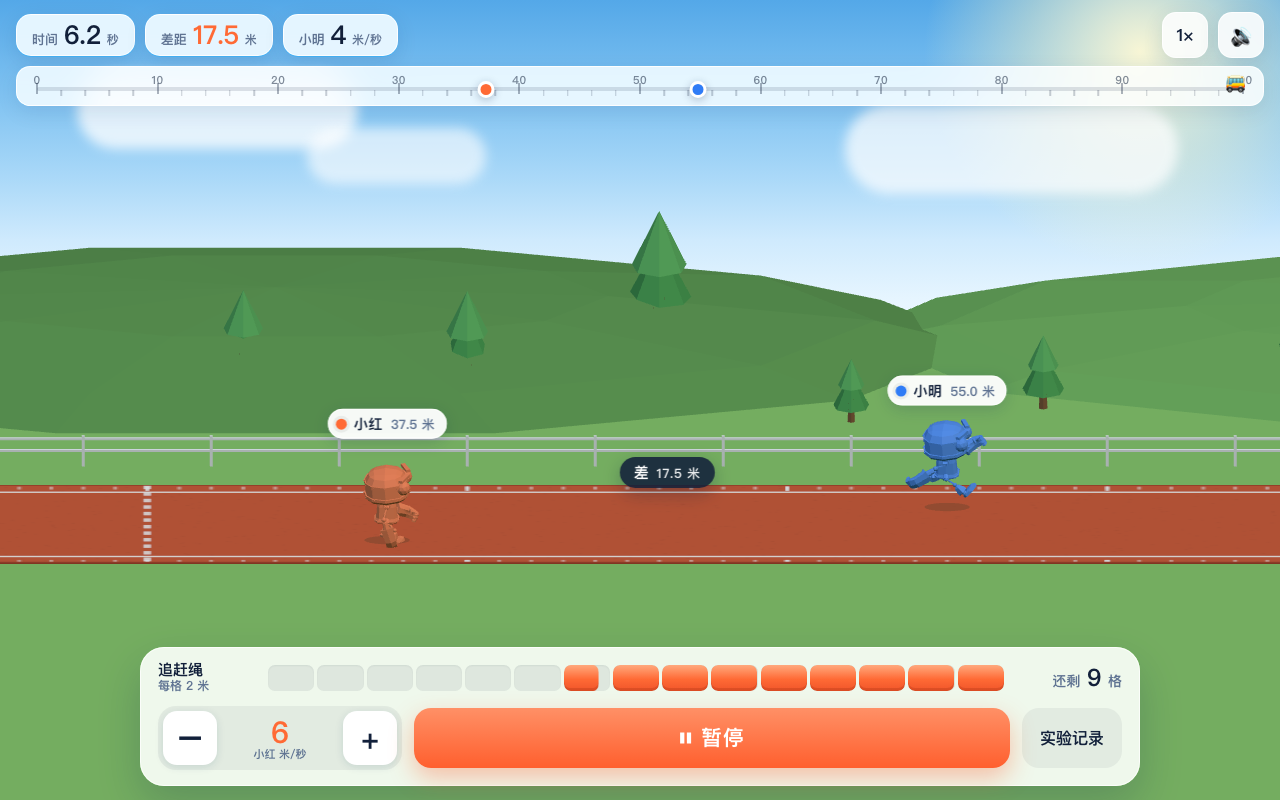 时间 6.2 秒
差距 17.5 米
小明 4 米/秒
1×
0 10 20 30 40 50 60 70 80 90
小明 55.0 米
小红 37.5 米
差 17.5 米
追赶绳
每格 2 米
还剩 9 格
— 6 +
小红 米/秒
暂停
实验记录